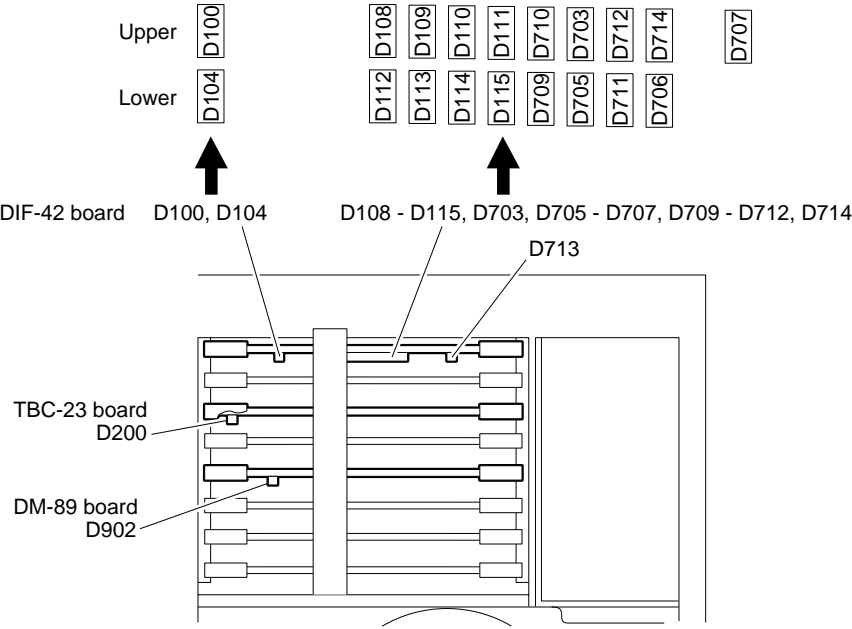 Upper D100 D108 D109 D110 D111 D710 D703 D712 D714 D707
Lower D104 D112 D113 D114 D115 D709 D705 D711 D706
DIF-42 board D100, D104 D108 - D115, D703, D705 - D707, D709 - D712, D714
D713
TBC-23 board
D200
DM-89 board
D902